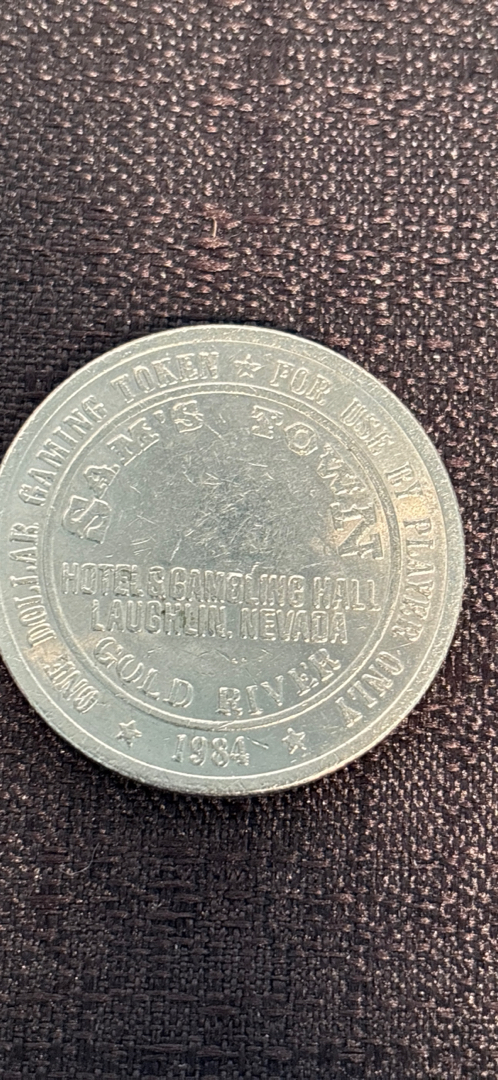 ONE DOLLAR GAMING TOKEN ☆ FOR USE BY PLAYER ONLY
☆ 1984 ☆
SAM'S TOWN
HOTEL & GAMBLING HALL
LAUGHLIN, NEVADA
GOLD RIVER